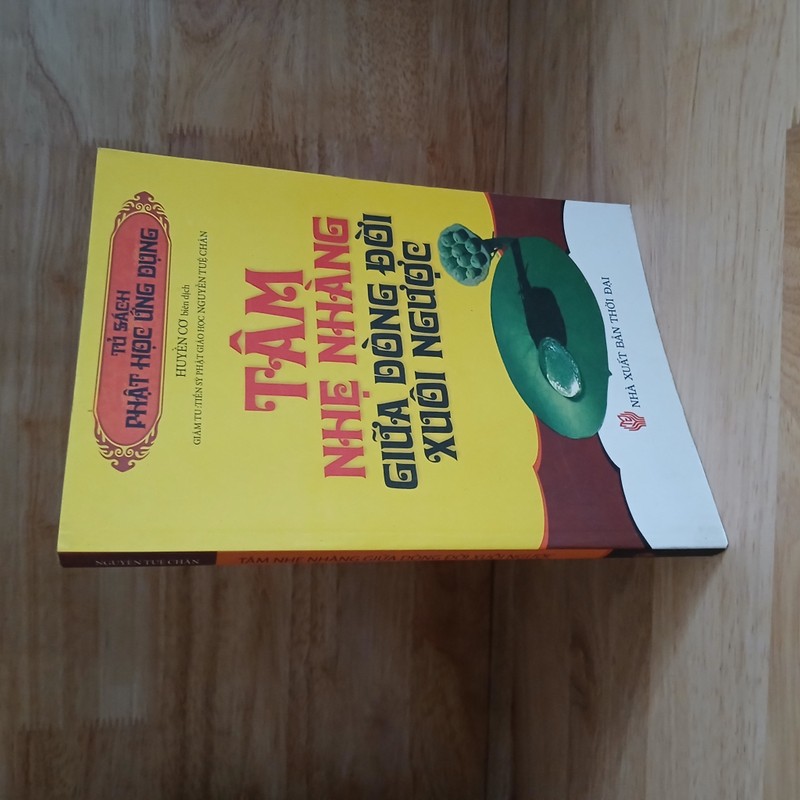 TỦ SÁCH
PHẬT HỌC ỨNG DỤNG
HUYỀN CƠ biên dịch
GIÁM TU: TIẾN SỸ PHẬT GIÁO HỌC NGUYỄN TUỆ CHÂN
TÂM
NHẸ NHÀNG
GIỮA DÒNG ĐỜI
XUÔI NGƯỢC
NHÀ XUẤT BẢN THỜI ĐẠI
NGUYỄN TUỆ CHÂN
TÂM NHẸ NHÀNG GIỮA DÒNG ĐỜI XUÔI NGƯỢC